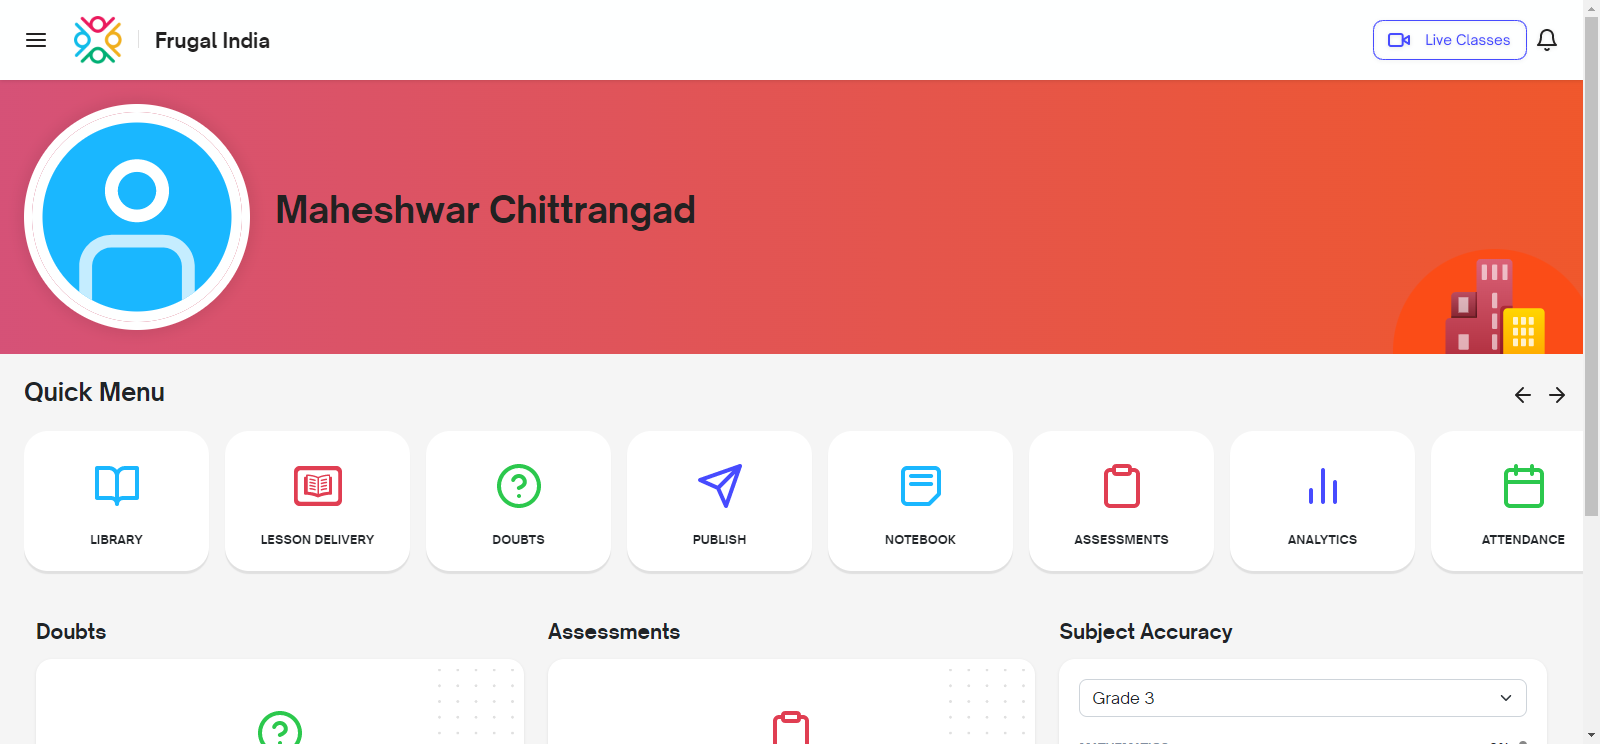 Frugal India
Live Classes
Maheshwar Chittrangad
Quick Menu
LIBRARY
LESSON DELIVERY
DOUBTS
PUBLISH
NOTEBOOK
ASSESSMENTS
ANALYTICS
ATTENDANCE
Doubts
Assessments
Subject Accuracy
Grade 3